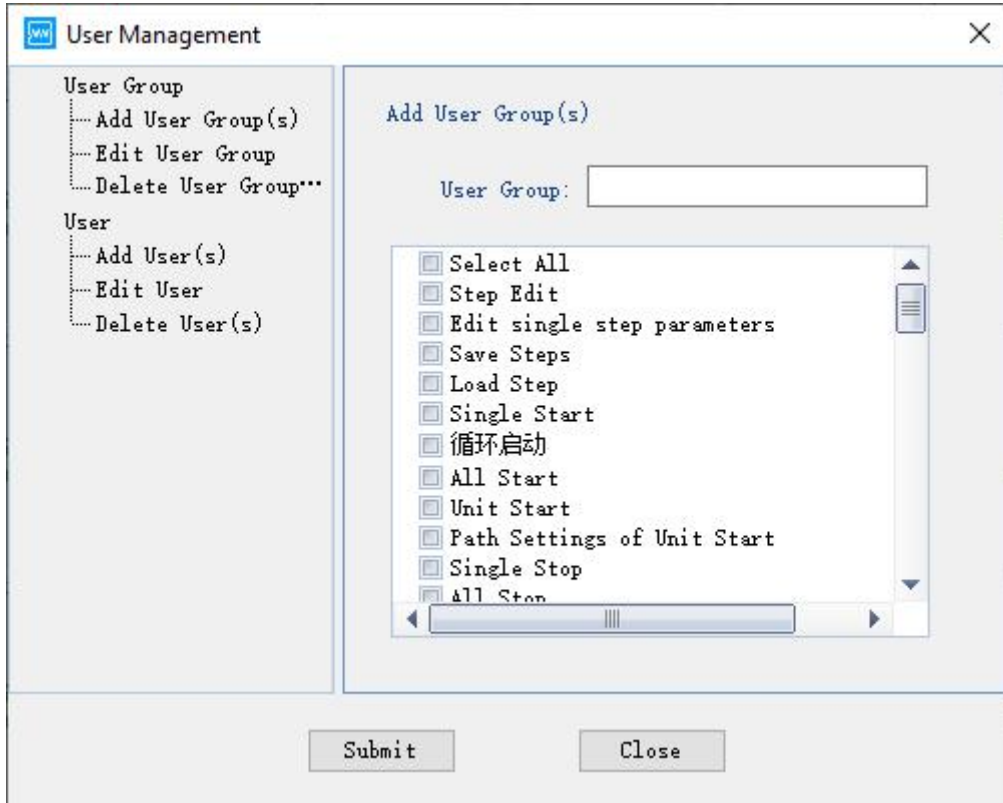 User Management
User Group
Add User Group(s)
Edit User Group
Delete User Group···
User
Add User(s)
Edit User
Delete User(s)
Add User Group(s)
User Group:
Select All
Step Edit
Edit single step parameters
Save Steps
Load Step
Single Start
循环启动
All Start
Unit Start
Path Settings of Unit Start
Single Stop
All Stop
Submit
Close